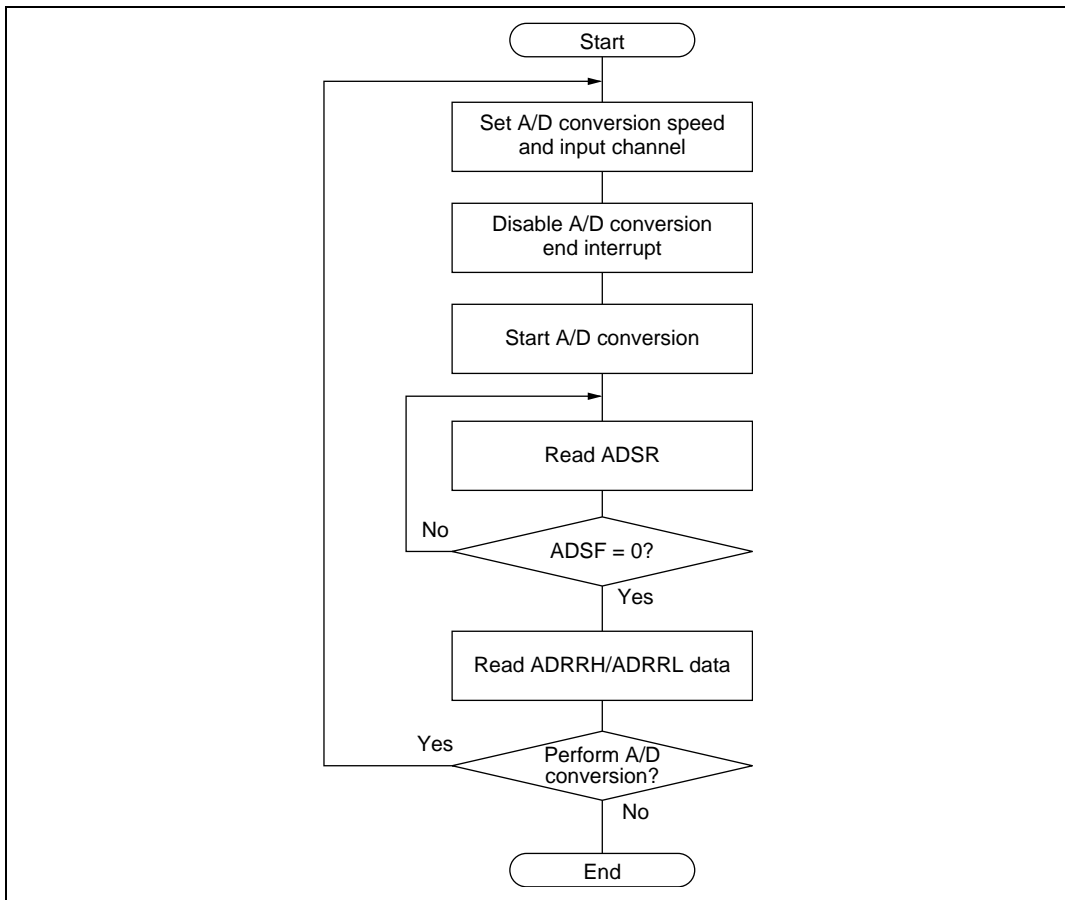 Start
Set A/D conversion speed
and input channel
Disable A/D conversion
end interrupt
Start A/D conversion
Read ADSR
No
ADSF = 0?
Yes
Read ADRRH/ADRRL data
Yes
Perform A/D
conversion?
No
End